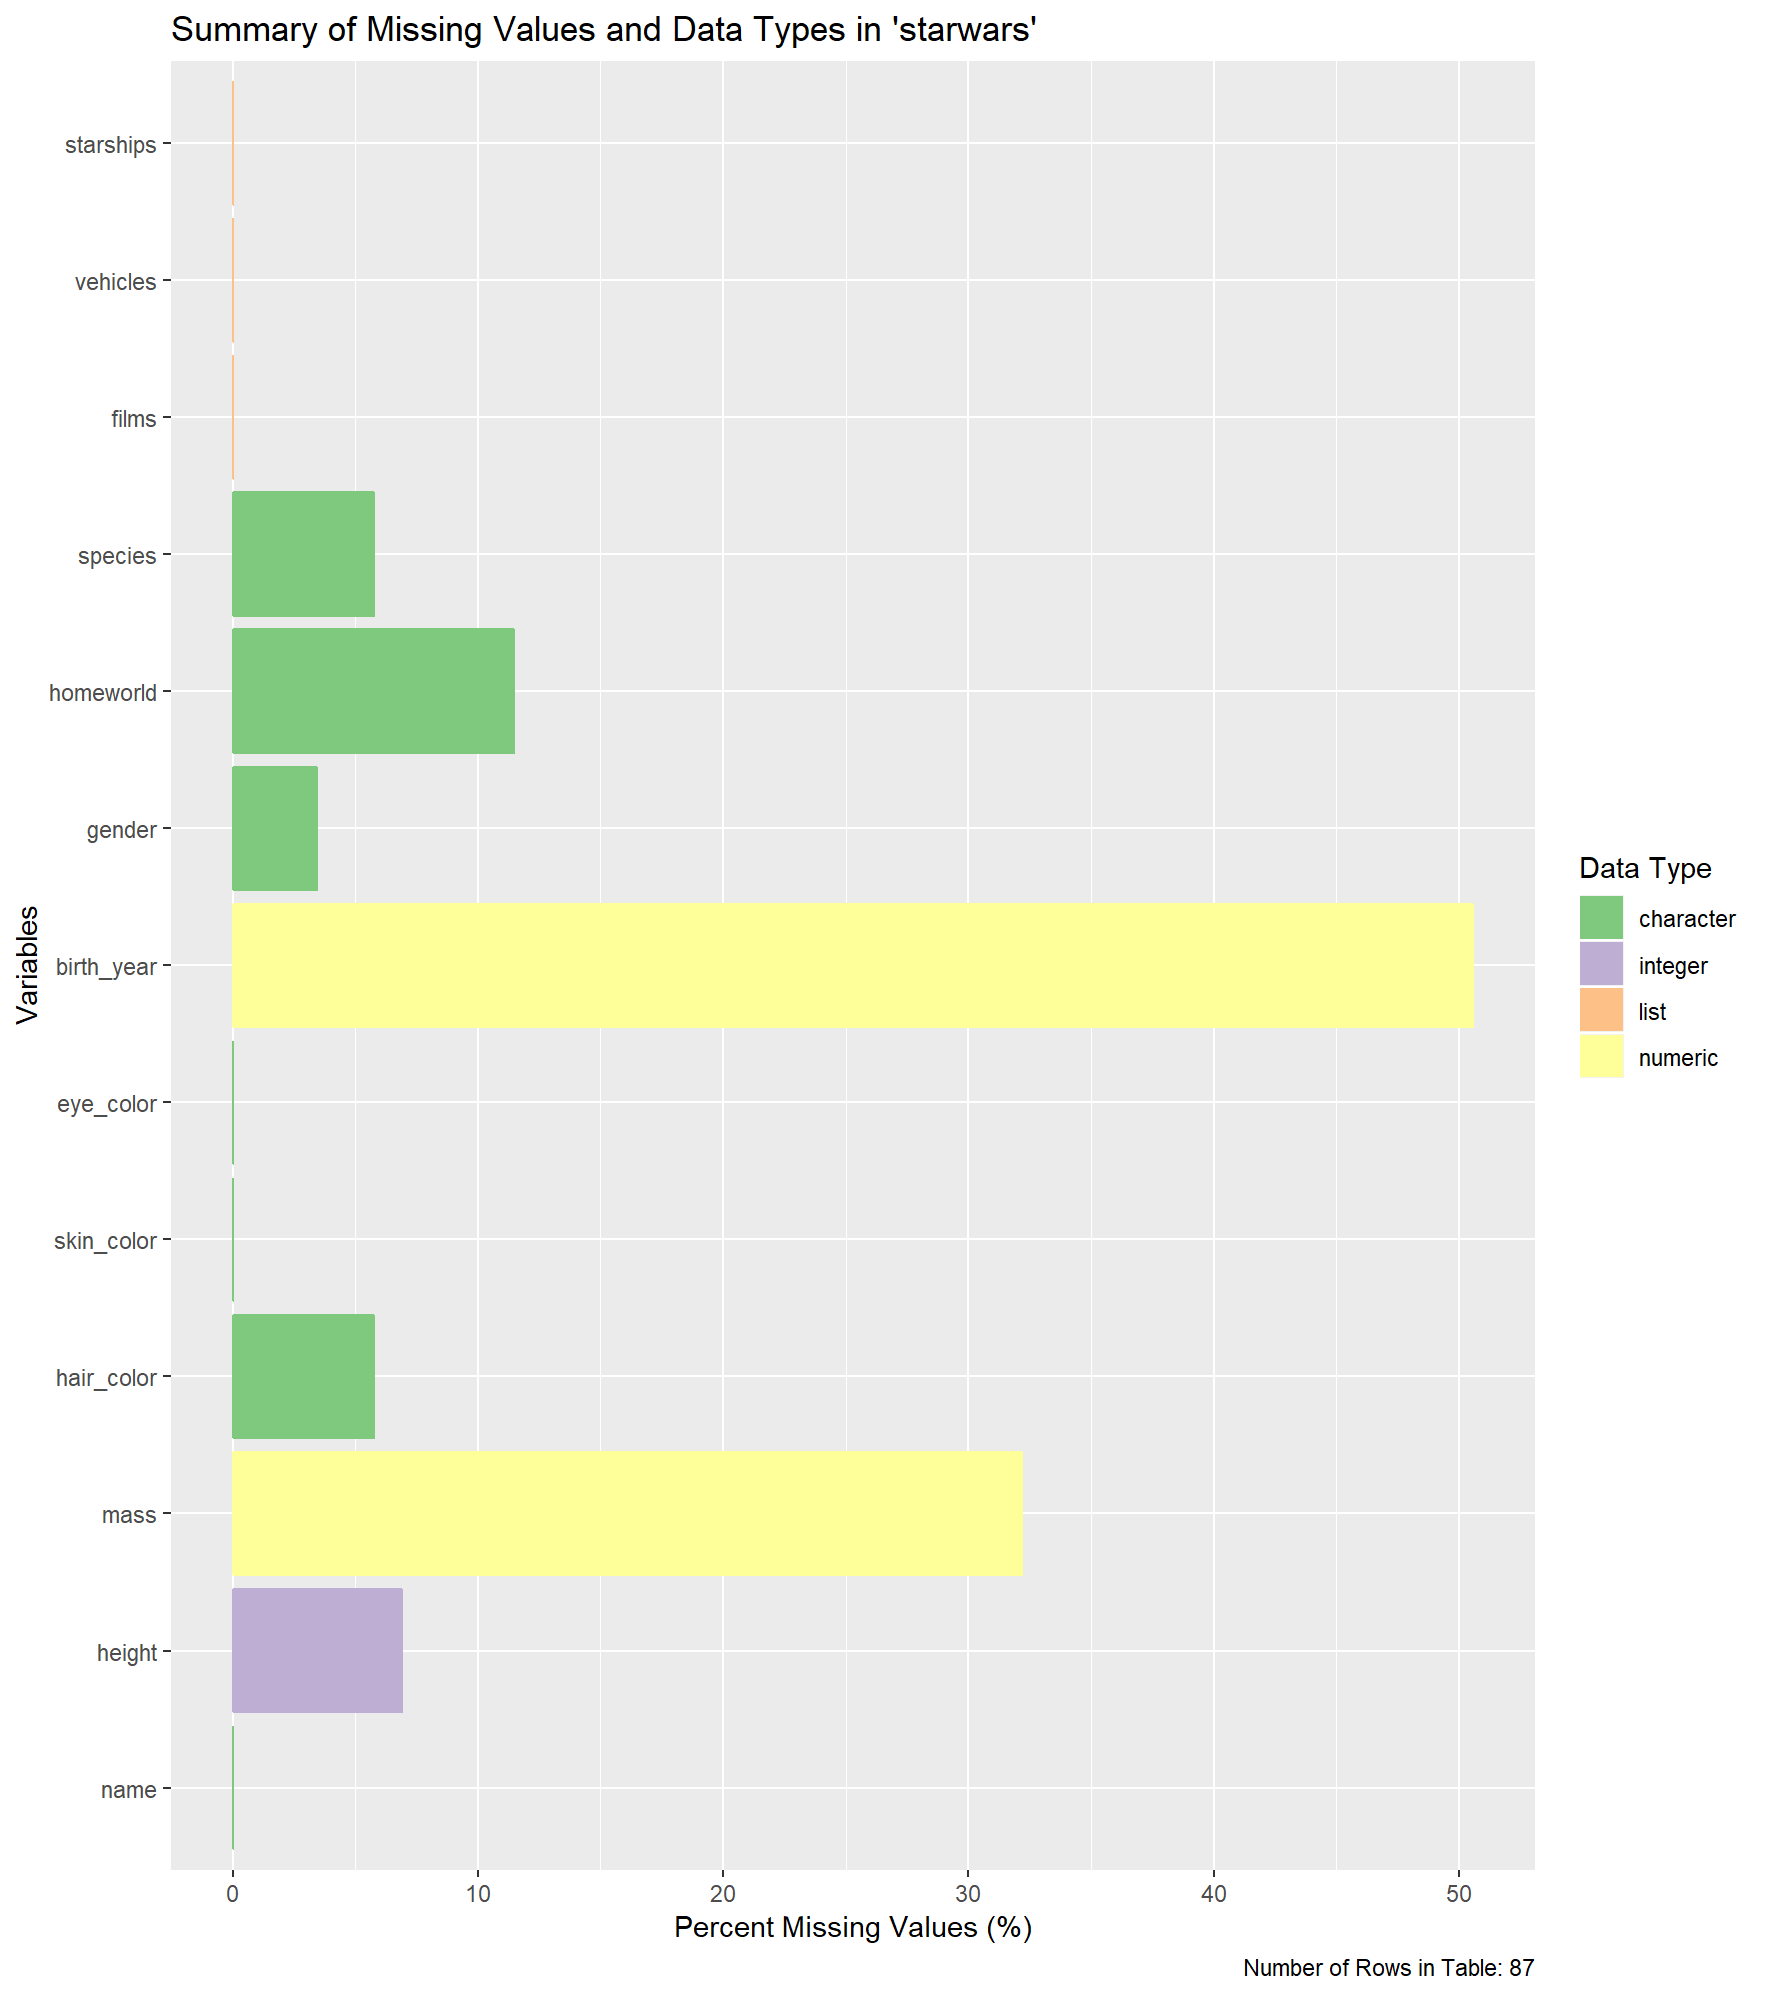 Summary of Missing Values and Data Types in 'starwars'
starships
vehicles
films
species
homeworld
gender
birth_year
eye_color
skin_color
hair_color
mass
height
name
Variables
0 10 20 30 40 50
Percent Missing Values (%)
Number of Rows in Table: 87
Data Type
character
integer
list
numeric